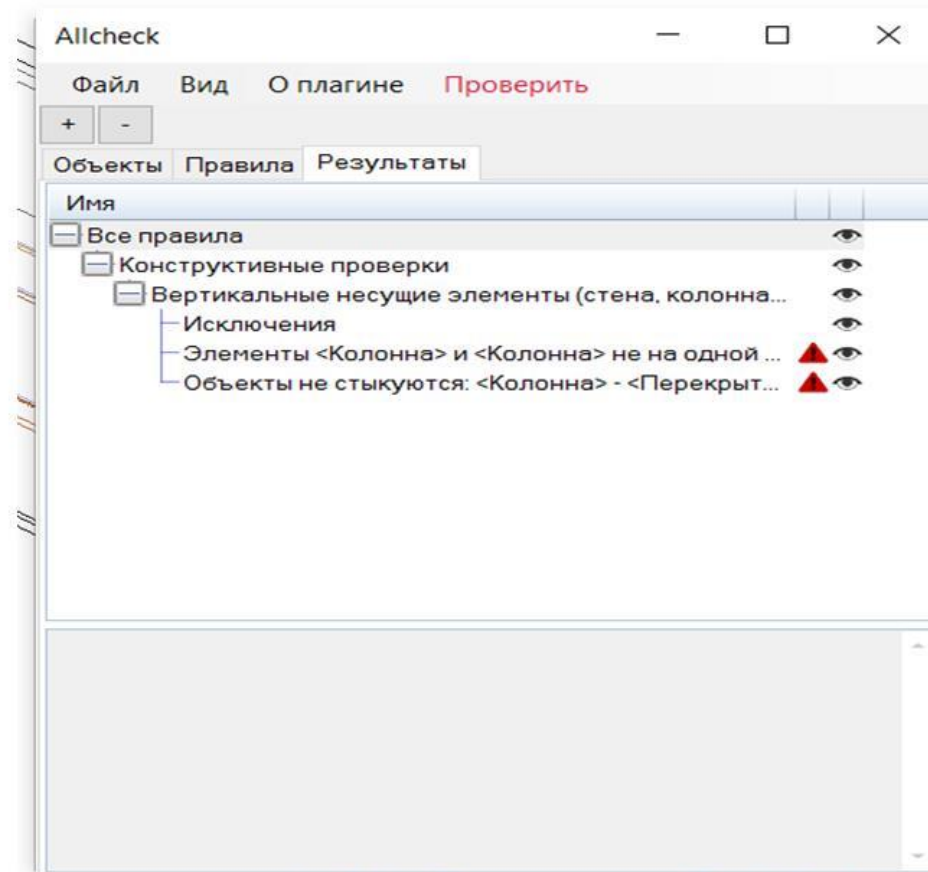 Allcheck
Файл Вид О плагине Проверить
+ -
Объекты Правила Результаты
Имя
Все правила
Конструктивные проверки
Вертикальные несущие элементы (стена, колонна...
Исключения
Элементы <Колонна> и <Колонна> не на одной ...
Объекты не стыкуются: <Колонна> - <Перекрыт...